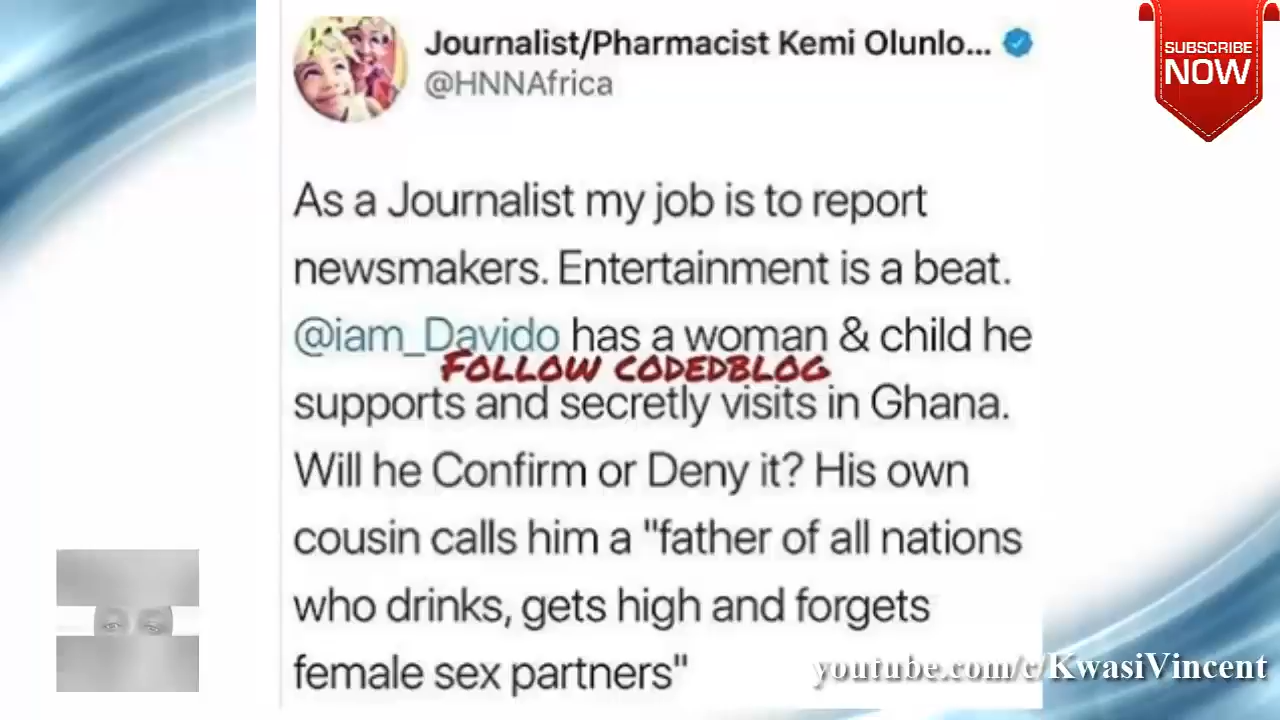 Journalist/Pharmacist Kemi Olunlo...
@HNNAfrica
SUBSCRIBE
NOW
As a Journalist my job is to report
newsmakers. Entertainment is a beat.
@iam_Davido has a woman & child he
FOLLOW CODEDBLOG
supports and secretly visits in Ghana.
Will he Confirm or Deny it? His own
cousin calls him a "father of all nations
who drinks, gets high and forgets
female sex partners"
youtube.com/c/KwasiVincent